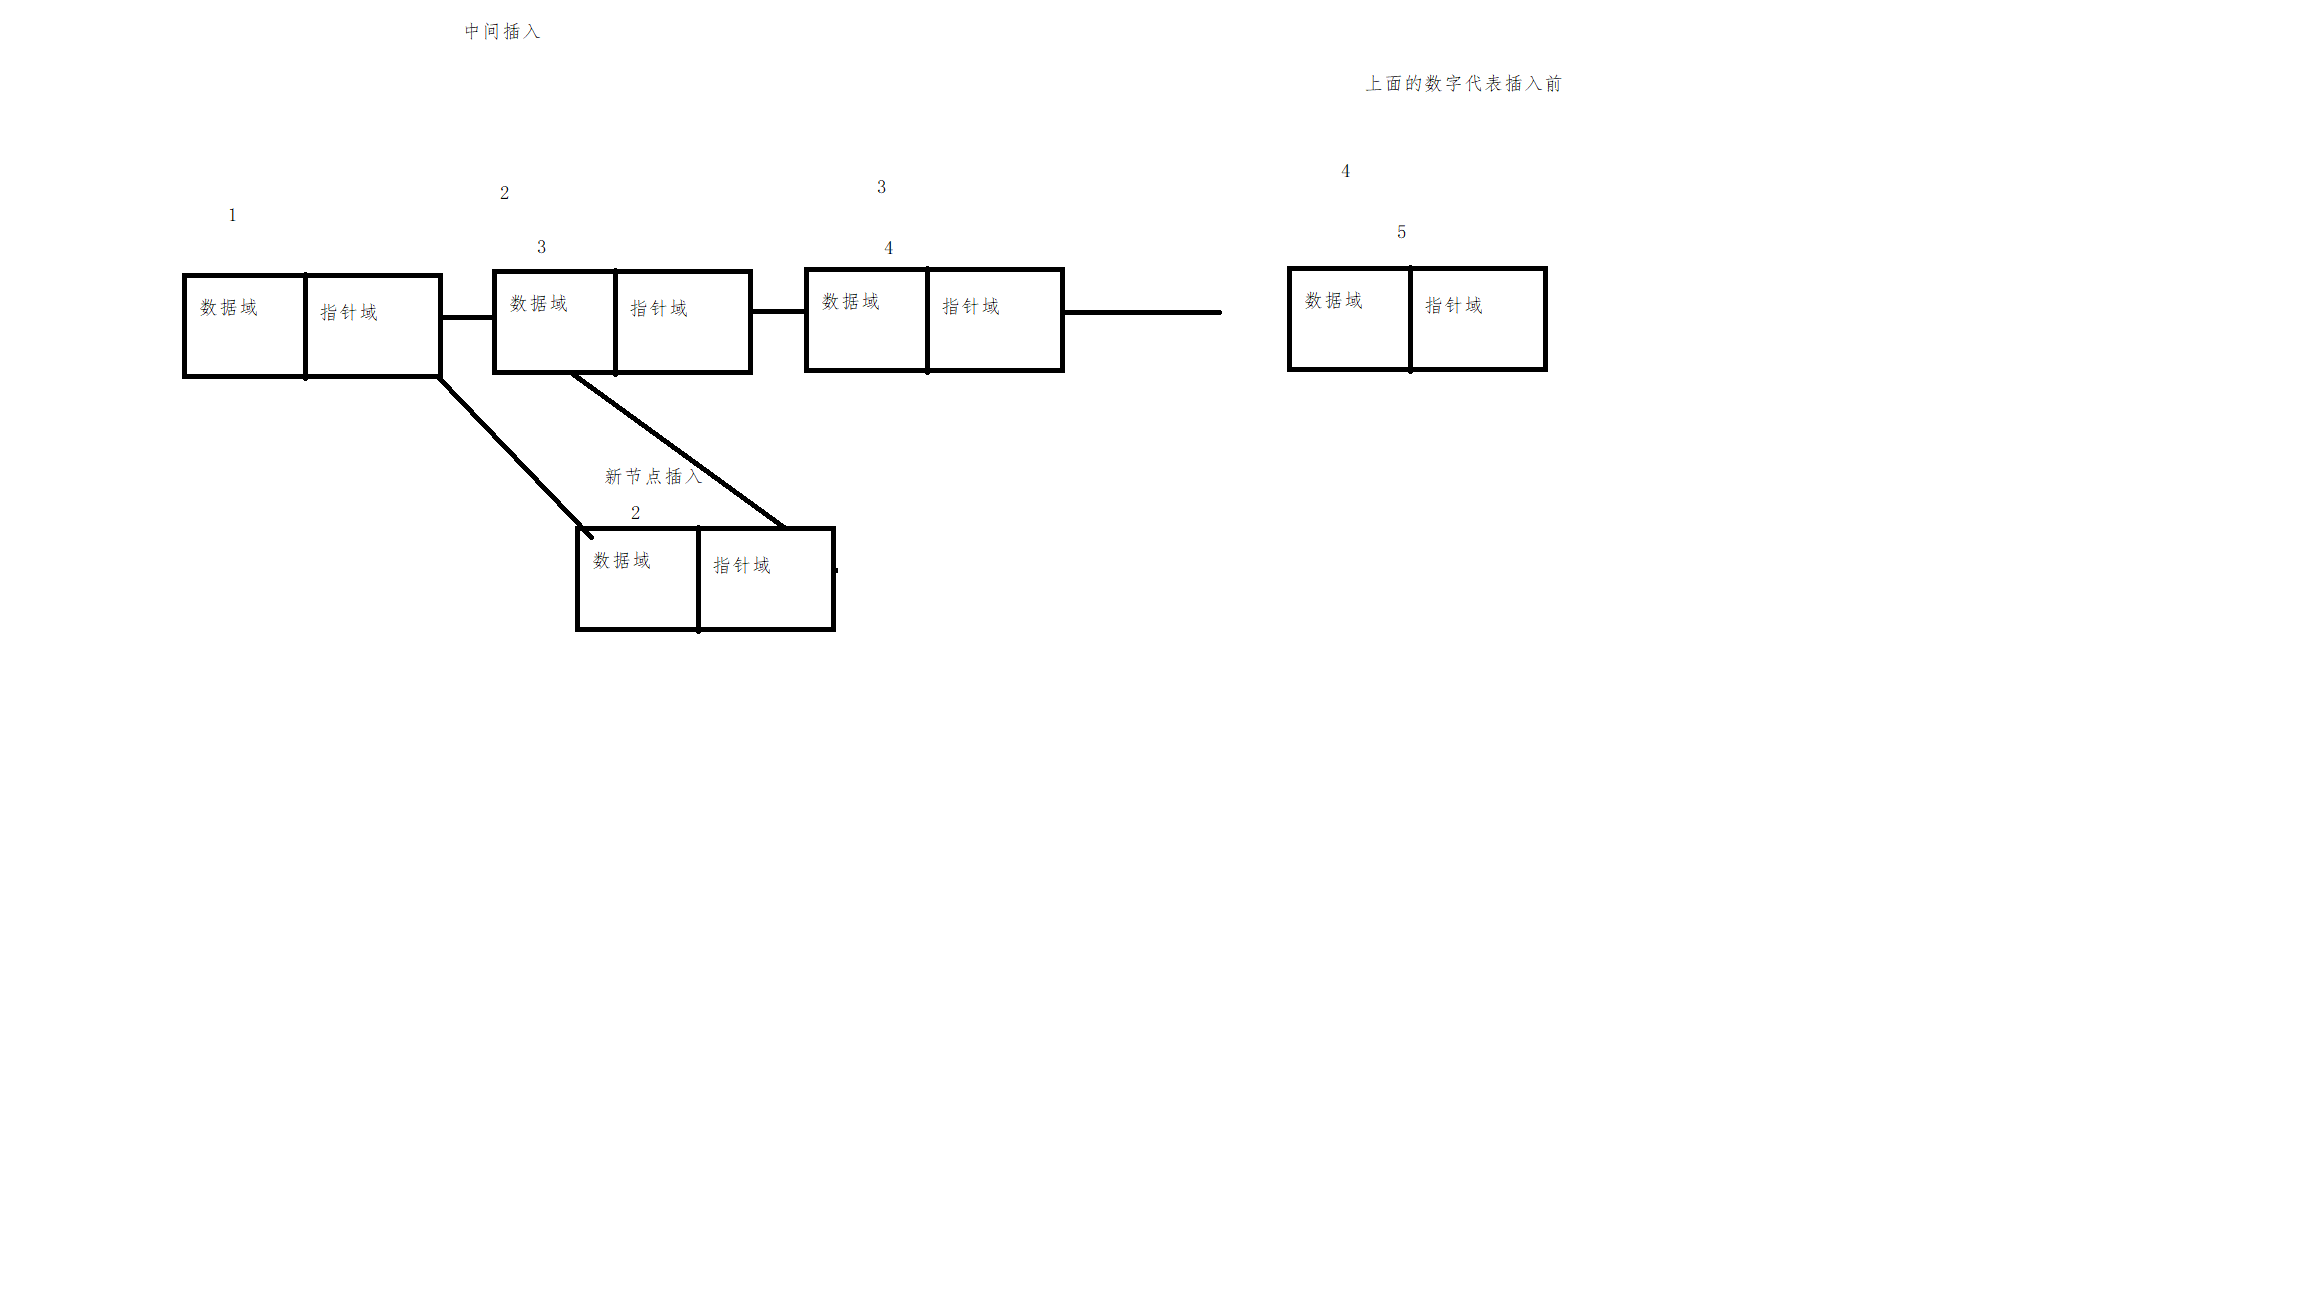 中间插入
上面的数字代表插入前
1
2
3
4
3
4
5
数据域 指针域
数据域 指针域
数据域 指针域
数据域 指针域
新节点插入
2
数据域 指针域